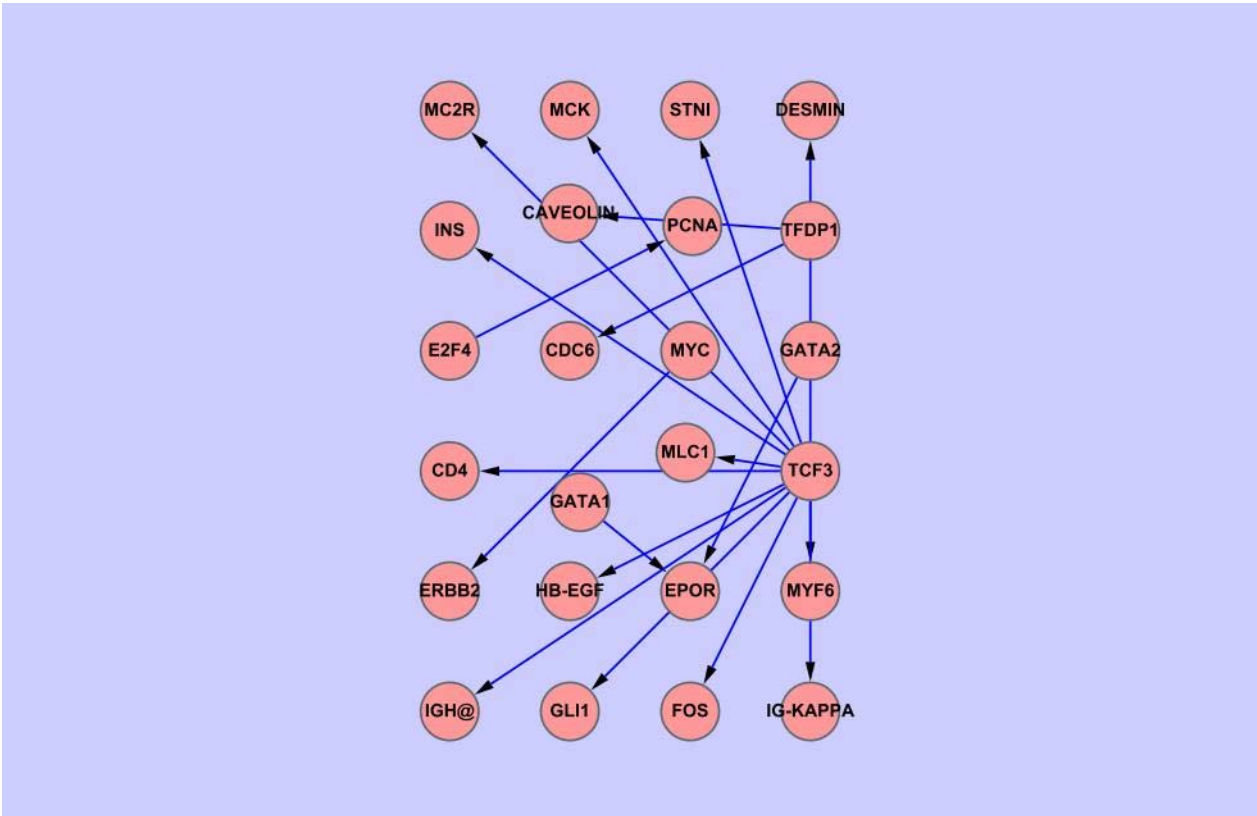 MC2R
MCK
STNI
DESMIN
INS
CAVEOLIN
PCNA
TFDP1
E2F4
CDC6
MYC
GATA2
CD4
MLC1
TCF3
GATA1
ERBB2
HB-EGF
EPOR
MYF6
IGH@
GLI1
FOS
IG-KAPPA